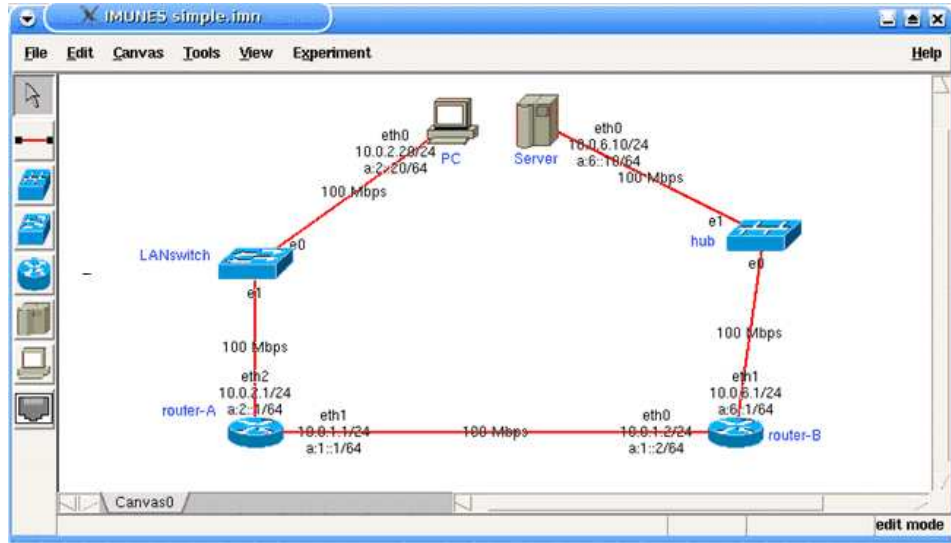 IMUNES simple.imn
File Edit Canvas Tools View Experiment Help
eth0
10.0.2.20/24
a:2::20/64
PC
100 Mbps
Server
eth0
10.0.6.10/24
a:6::10/64
100 Mbps
e1
hub
e0
LANswitch
e0
e1
100 Mbps
100 Mbps
eth2
10.0.2.1/24
a:2::1/64
router-A
eth1
10.0.1.1/24
a:1::1/64
100 Mbps
eth0
10.0.1.2/24
a:1::2/64
eth1
10.0.6.1/24
a:6::1/64
router-B
Canvas0
edit mode